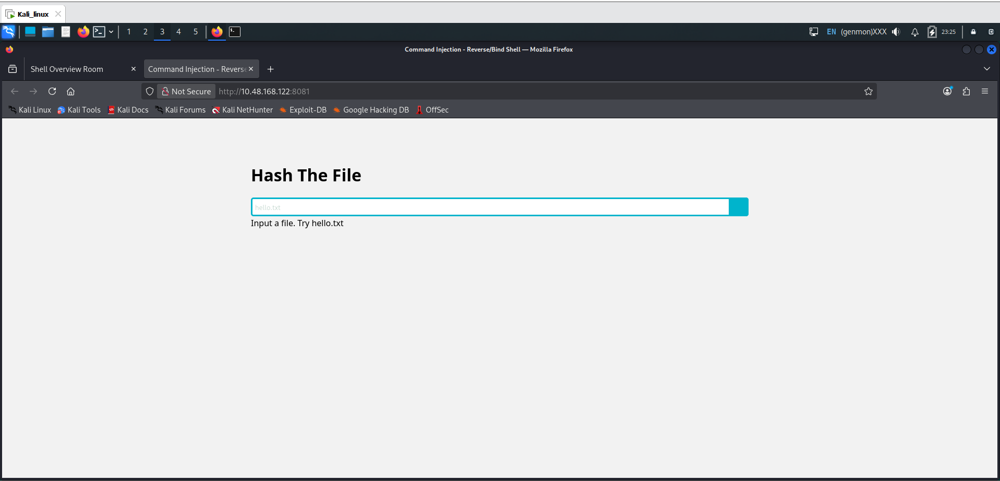 Kali_linux
1 2 3 4 5 EN (genmon)XXX 23:25
Command Injection - Reverse/Bind Shell — Mozilla Firefox
Shell Overview Room Command Injection - Reverse
Not Secure http://10.48.168.122:8081
Kali Linux Kali Tools Kali Docs Kali Forums Kali NetHunter Exploit-DB Google Hacking DB OffSec
Hash The File
hello.txt
Input a file. Try hello.txt